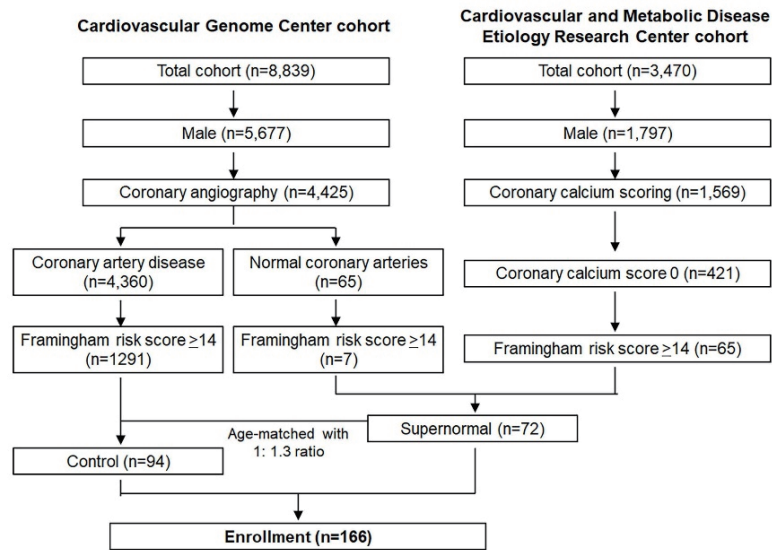 Cardiovascular Genome Center cohort
Total cohort (n=8,839)
Male (n=5,677)
Coronary angiography (n=4,425)
Coronary artery disease
(n=4,360)
Normal coronary arteries
(n=65)
Framingham risk score ≥14
(n=1291)
Framingham risk score ≥14
(n=7)
Cardiovascular and Metabolic Disease
Etiology Research Center cohort
Total cohort (n=3,470)
Male (n=1,797)
Coronary calcium scoring (n=1,569)
Coronary calcium score 0 (n=421)
Framingham risk score ≥14 (n=65)
Supernormal (n=72)
Age-matched with
1: 1.3 ratio
Control (n=94)
Enrollment (n=166)